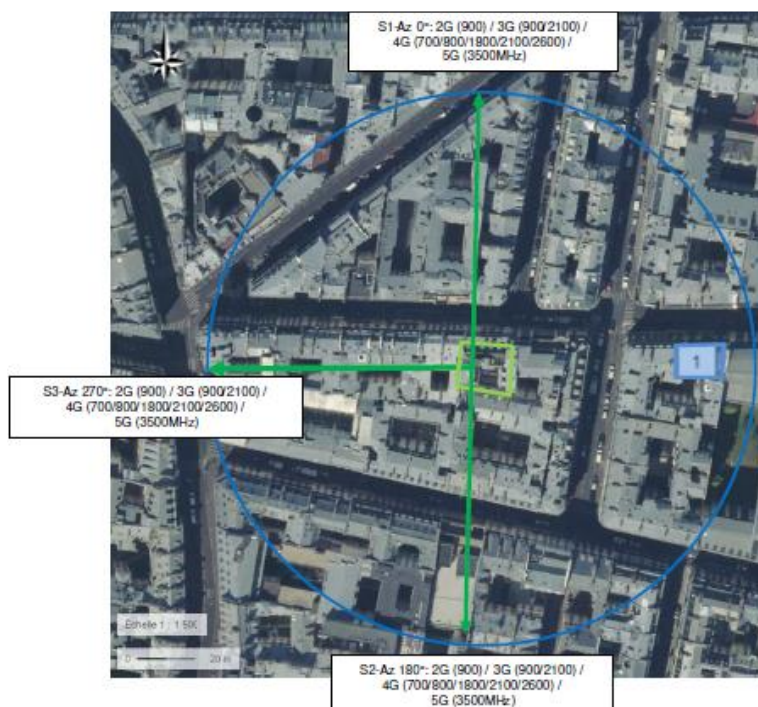 S1-Az 0°: 2G (900) / 3G (900/2100) /
4G (700/800/1800/2100/2600) /
5G (3500MHz)
1
S3-Az 270°: 2G (900) / 3G (900/2100) /
4G (700/800/1800/2100/2600) /
5G (3500MHz)
Echelle 1 : 1 500
0 20 m
S2-Az 180°: 2G (900) / 3G (900/2100) /
4G (700/800/1800/2100/2600) /
5G (3500MHz)